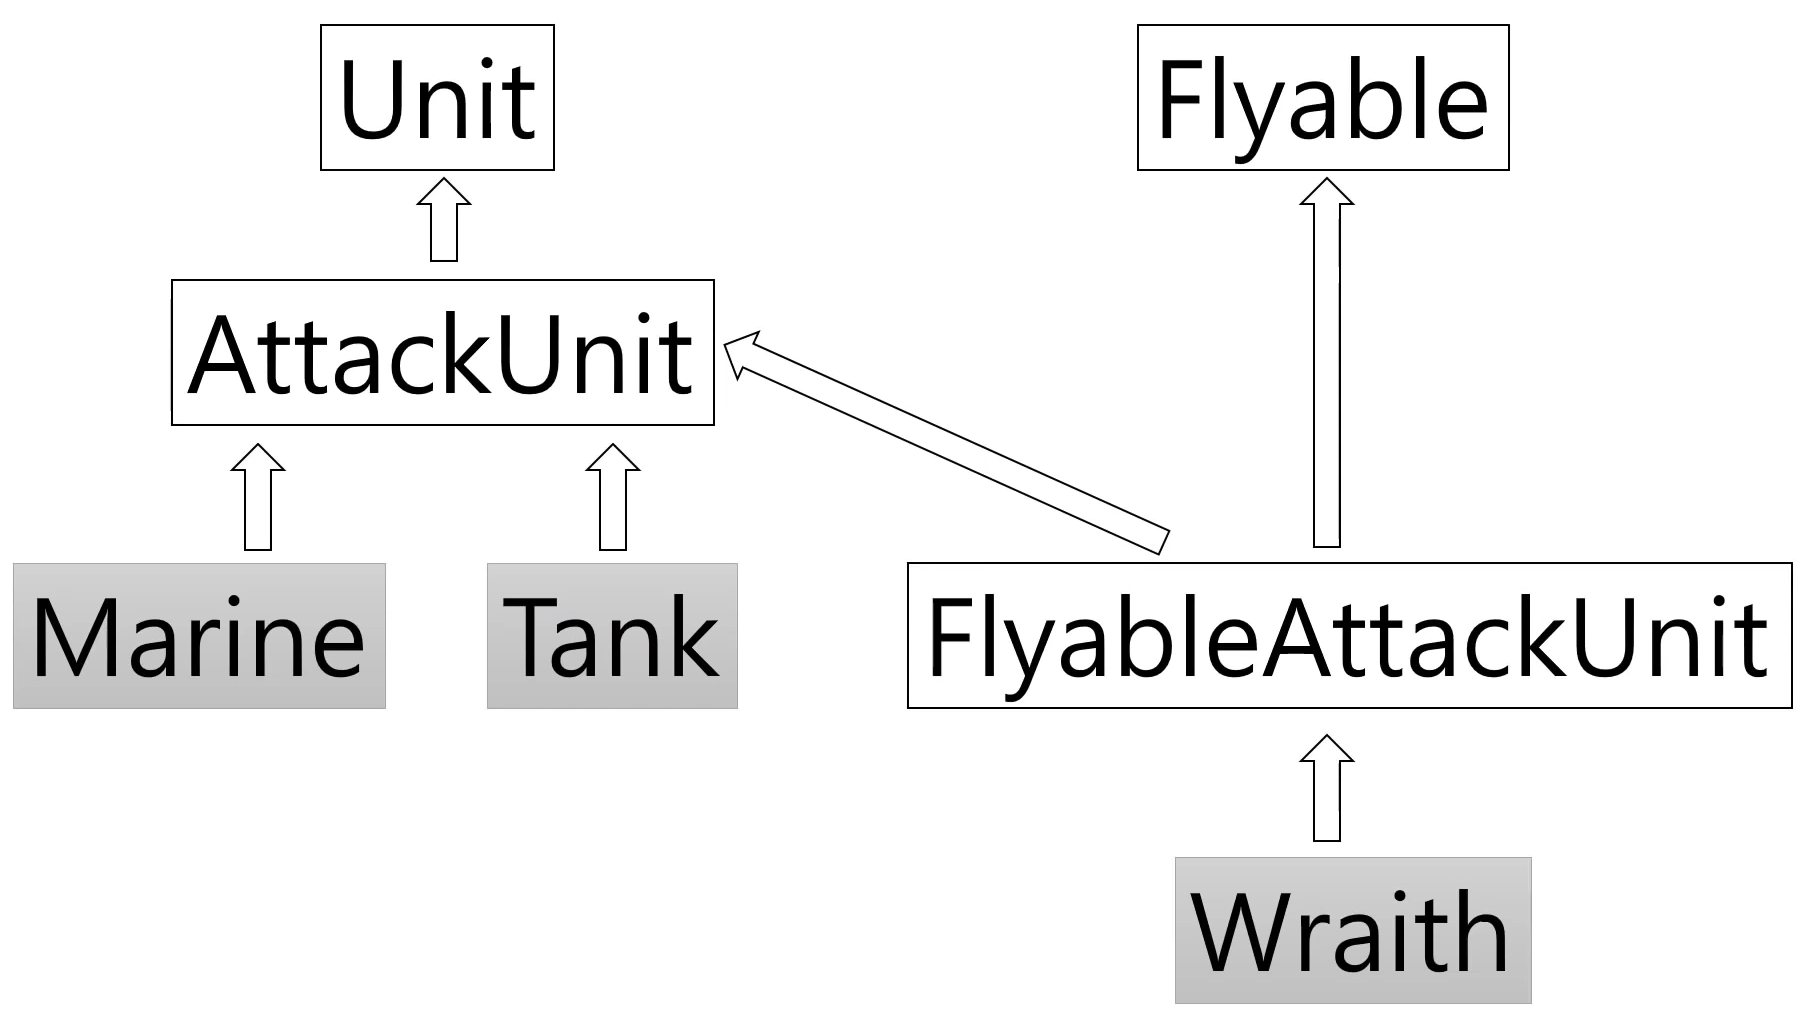 Unit
Flyable
AttackUnit
Marine
Tank
FlyableAttackUnit
Wraith